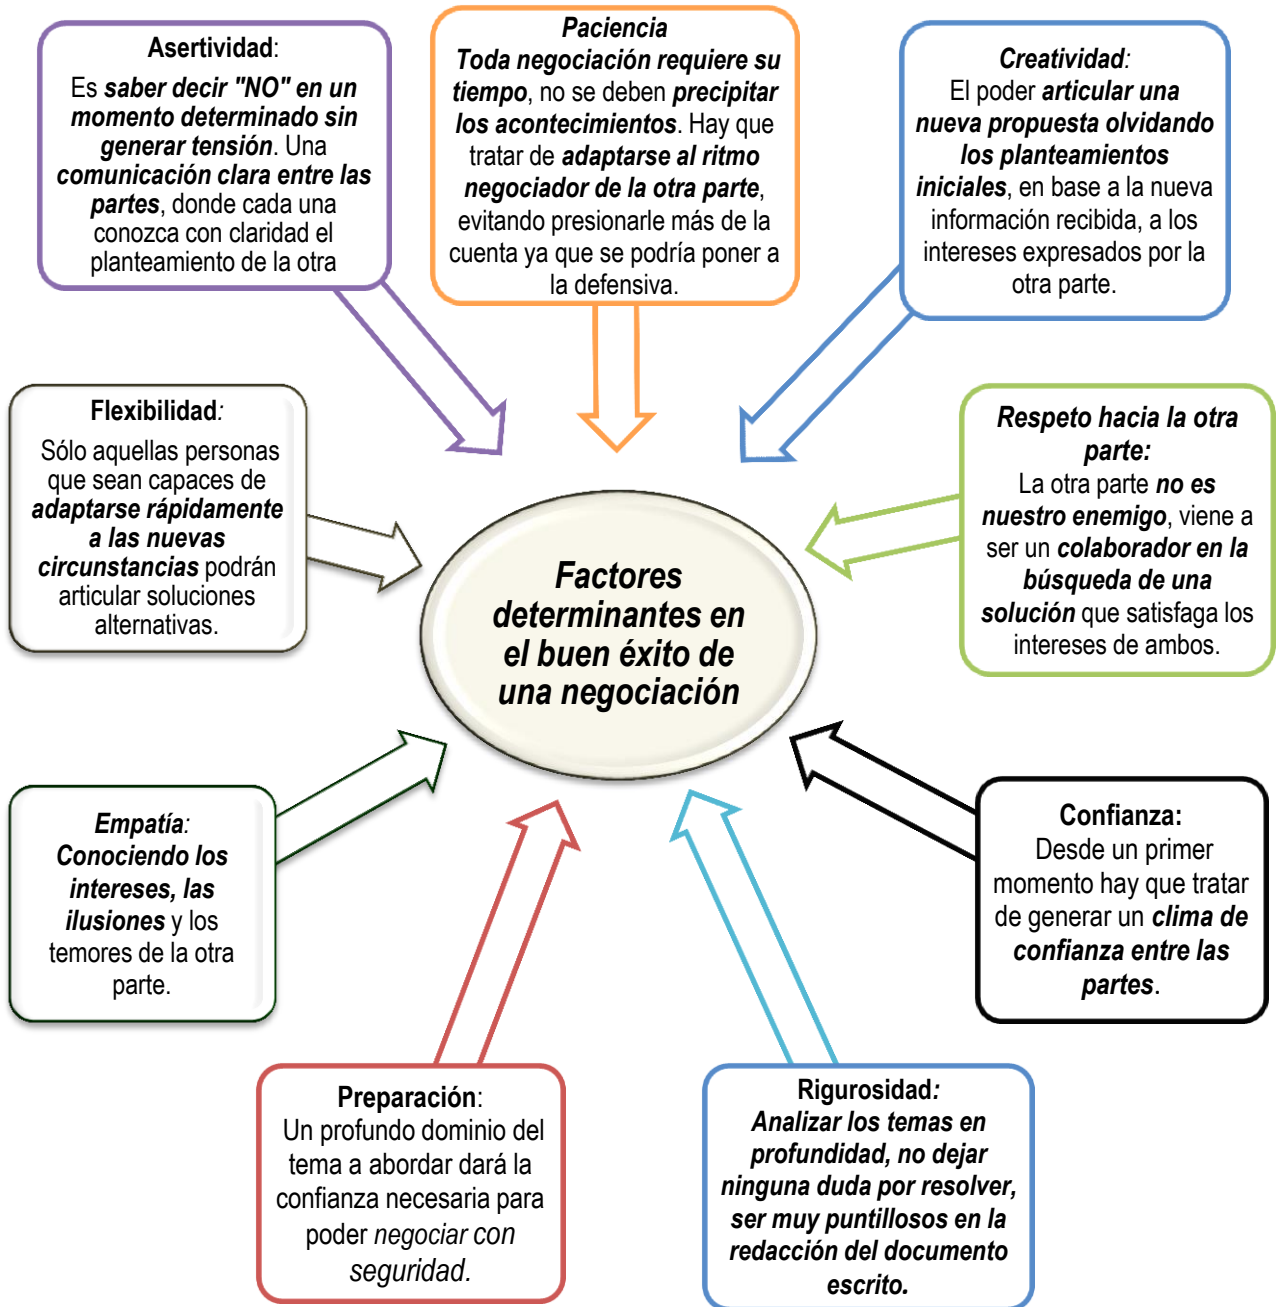 Asertividad:
Es saber decir "NO" en un
momento determinado sin
generar tensión. Una
comunicación clara entre las
partes, donde cada una
conozca con claridad el
planteamiento de la otra
Paciencia
Toda negociación requiere su
tiempo, no se deben precipitar
los acontecimientos. Hay que
tratar de adaptarse al ritmo
negociador de la otra parte,
evitando presionarle más de la
cuenta ya que se podría poner a
la defensiva.
Creatividad:
El poder articular una
nueva propuesta olvidando
los planteamientos
iniciales, en base a la nueva
información recibida, a los
intereses expresados por la
otra parte.
Flexibilidad:
Sólo aquellas personas
que sean capaces de
adaptarse rápidamente
a las nuevas
circunstancias podrán
articular soluciones
alternativas.
Factores
determinantes en
el buen éxito de
una negociación
Respeto hacia la otra
parte:
La otra parte no es
nuestro enemigo, viene a
ser un colaborador en la
búsqueda de una
solución que satisfaga los
intereses de ambos.
Empatía:
Conociendo los
intereses, las
ilusiones y los
temores de la otra
parte.
Confianza:
Desde un primer
momento hay que tratar
de generar un clima de
confianza entre las
partes.
Preparación:
Un profundo dominio del
tema a abordar dará la
confianza necesaria para
poder negociar con
seguridad.
Rigurosidad:
Analizar los temas en
profundidad, no dejar
ninguna duda por resolver,
ser muy puntillosos en la
redacción del documento
escrito.